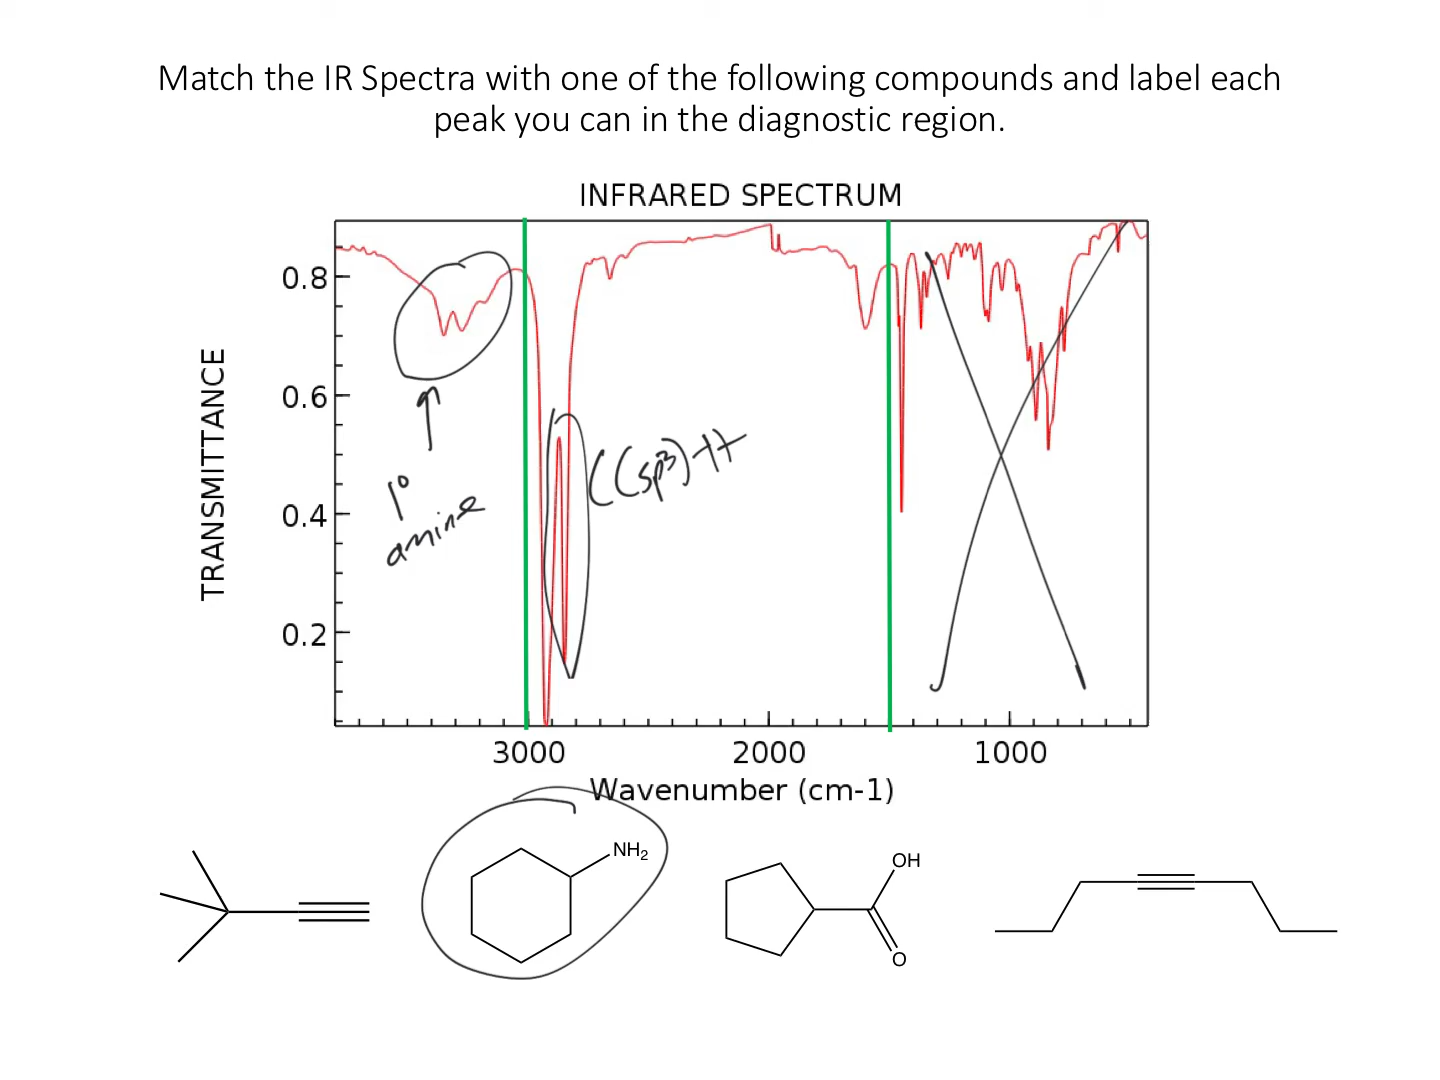 Match the IR Spectra with one of the following compounds and label each
peak you can in the diagnostic region.
INFRARED SPECTRUM
TRANSMITTANCE
0.8
0.6
0.4
0.2
1°
amine
C(sp³)-H
3000 2000 1000
Wavenumber (cm-1)
NH₂
OH
O